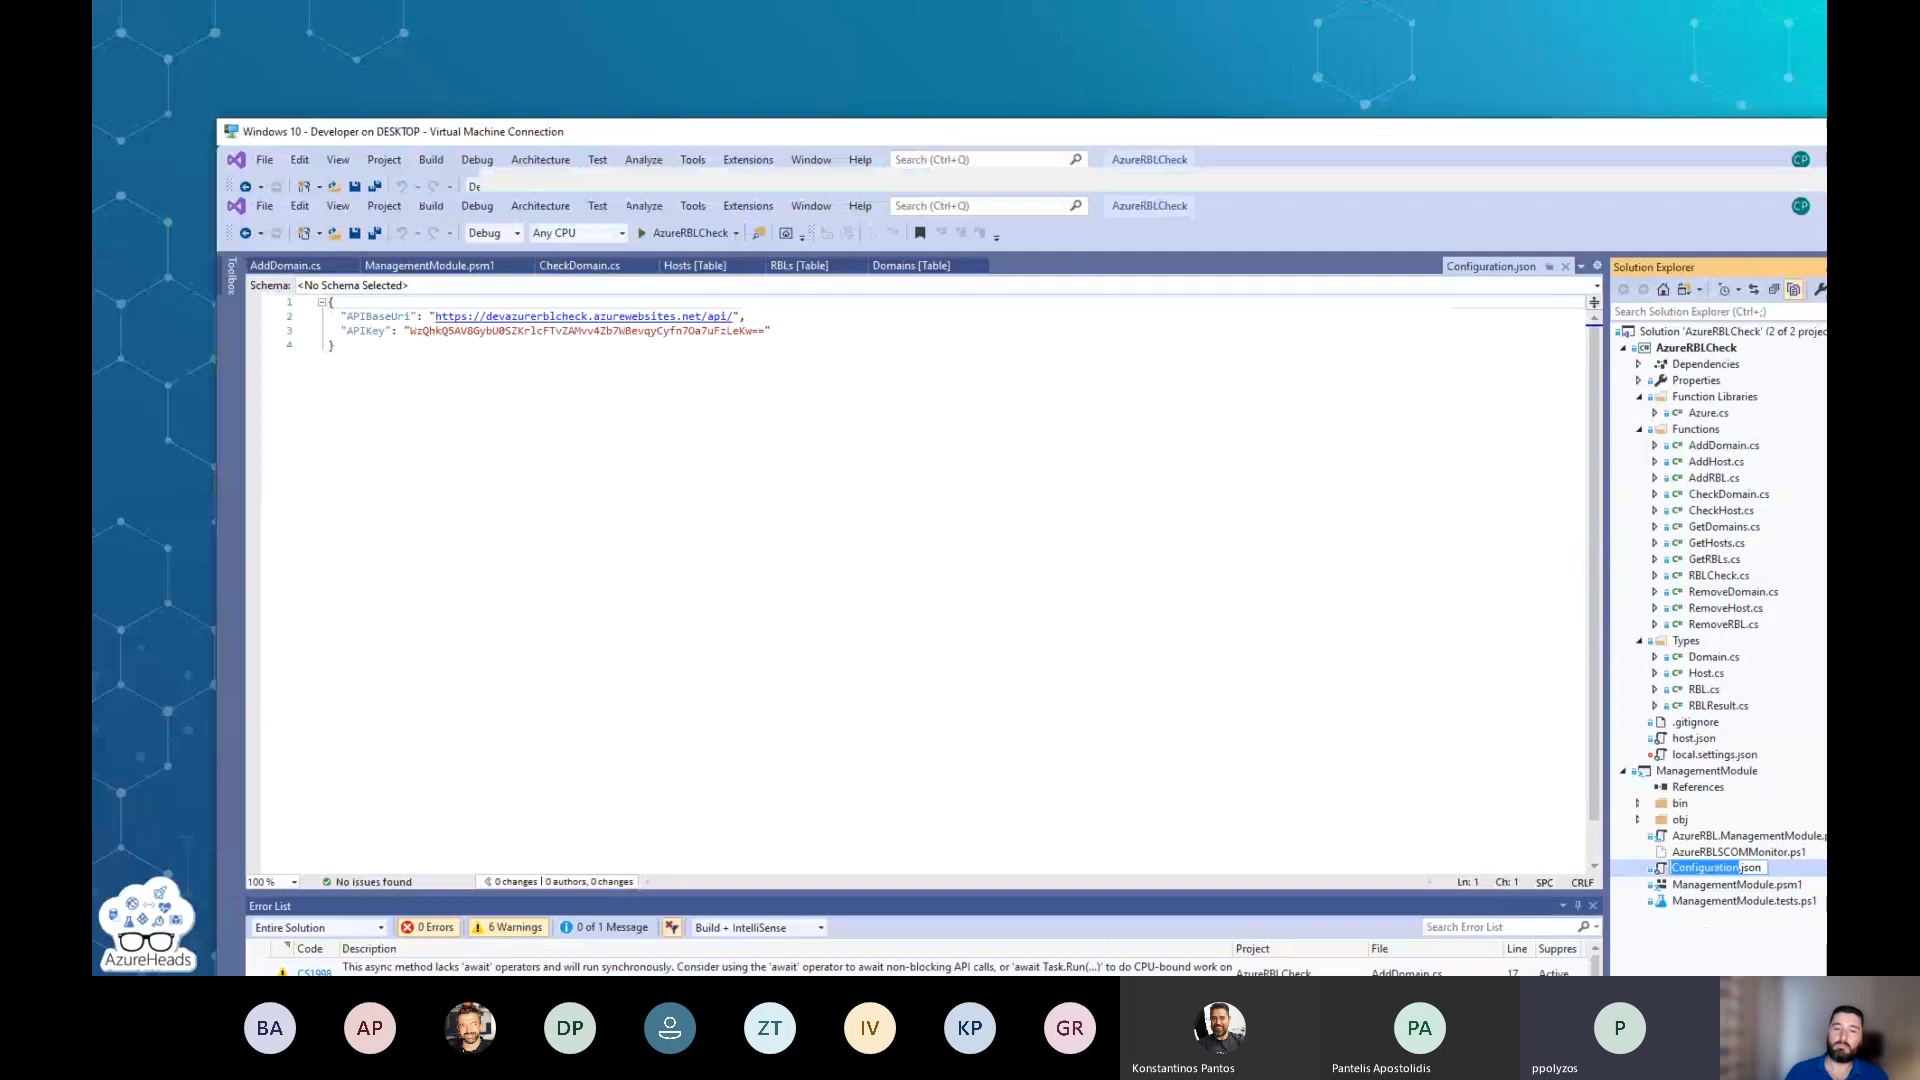 Windows 10 - Developer on DESKTOP - Virtual Machine Connection
File Edit View Project Build Debug Architecture Test Analyze Tools Extensions Window Help Search (Ctrl+Q) AzureRBLCheck CP
De
File Edit View Project Build Debug Architecture Test Analyze Tools Extensions Window Help Search (Ctrl+Q) AzureRBLCheck CP
Debug Any CPU AzureRBLCheck
Toolbox
AddDomain.cs ManagementModule.psm1 CheckDomain.cs Hosts [Table] RBLs [Table] Domains [Table] Configuration.json
Schema: <No Schema Selected>
1 {
2 "APIBaseUri": "https://devazurerblcheck.azurewebsites.net/api/",
3 "APIKey": "WzQhkQ5AV8GybU0SZKrlcFTvZAMvv4Zb7WBevqyCyfn7Oa7uFzLeKw=="
4 }
Solution Explorer
Search Solution Explorer (Ctrl+;)
Solution 'AzureRBLCheck' (2 of 2 projec
AzureRBLCheck
Dependencies
Properties
Function Libraries
C# Azure.cs
Functions
C# AddDomain.cs
C# AddHost.cs
C# AddRBL.cs
C# CheckDomain.cs
C# CheckHost.cs
C# GetDomains.cs
C# GetHosts.cs
C# GetRBLs.cs
C# RBLCheck.cs
C# RemoveDomain.cs
C# RemoveHost.cs
C# RemoveRBL.cs
Types
C# Domain.cs
C# Host.cs
C# RBL.cs
C# RBLResult.cs
.gitignore
host.json
local.settings.json
ManagementModule
References
bin
obj
AzureRBL.ManagementModule.p
AzureRBLSCOMMonitor.ps1
Configuration.json
ManagementModule.psm1
ManagementModule.tests.ps1
100 % No issues found 0 changes | 0 authors, 0 changes Ln: 1 Ch: 1 SPC CRLF
Error List
Entire Solution 0 Errors 6 Warnings 0 of 1 Message Build + IntelliSense Search Error List
Code Description Project File Line Suppres
CS1998 This async method lacks 'await' operators and will run synchronously. Consider using the 'await' operator to await non-blocking API calls, or 'await Task.Run(...)' to do CPU-bound work on AzureRBLCheck AddDomain.cs 17 Active
AzureHeads
BA AP DP ZT IV KP GR PA P
Konstantinos Pantos Pantelis Apostolidis ppolyzos